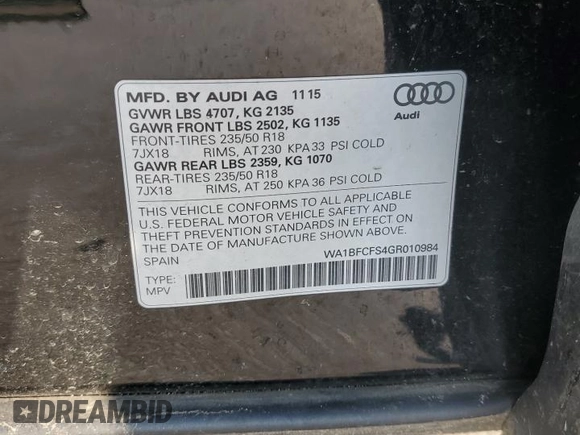 MFD. BY AUDI AG 11 15
GVWR LBS 4707, KG 2135
GAWR FRONT LBS 2502, KG 1135
FRONT-TIRES 235/50 R18
7JX18 RIMS, AT 230 KPA 33 PSI COLD
GAWR REAR LBS 2359, KG 1070
REAR-TIRES 235/50 R18
7JX18 RIMS, AT 250 KPA 36 PSI COLD
Audi
THIS VEHICLE CONFORMS TO ALL APPLICABLE
U.S. FEDERAL MOTOR VEHICLE SAFETY AND
THEFT PREVENTION STANDARDS IN EFFECT ON
THE DATE OF MANUFACTURE SHOWN ABOVE.
SPAIN WA1BFCFS4GR010984
TYPE:
MPV
DREAMBID